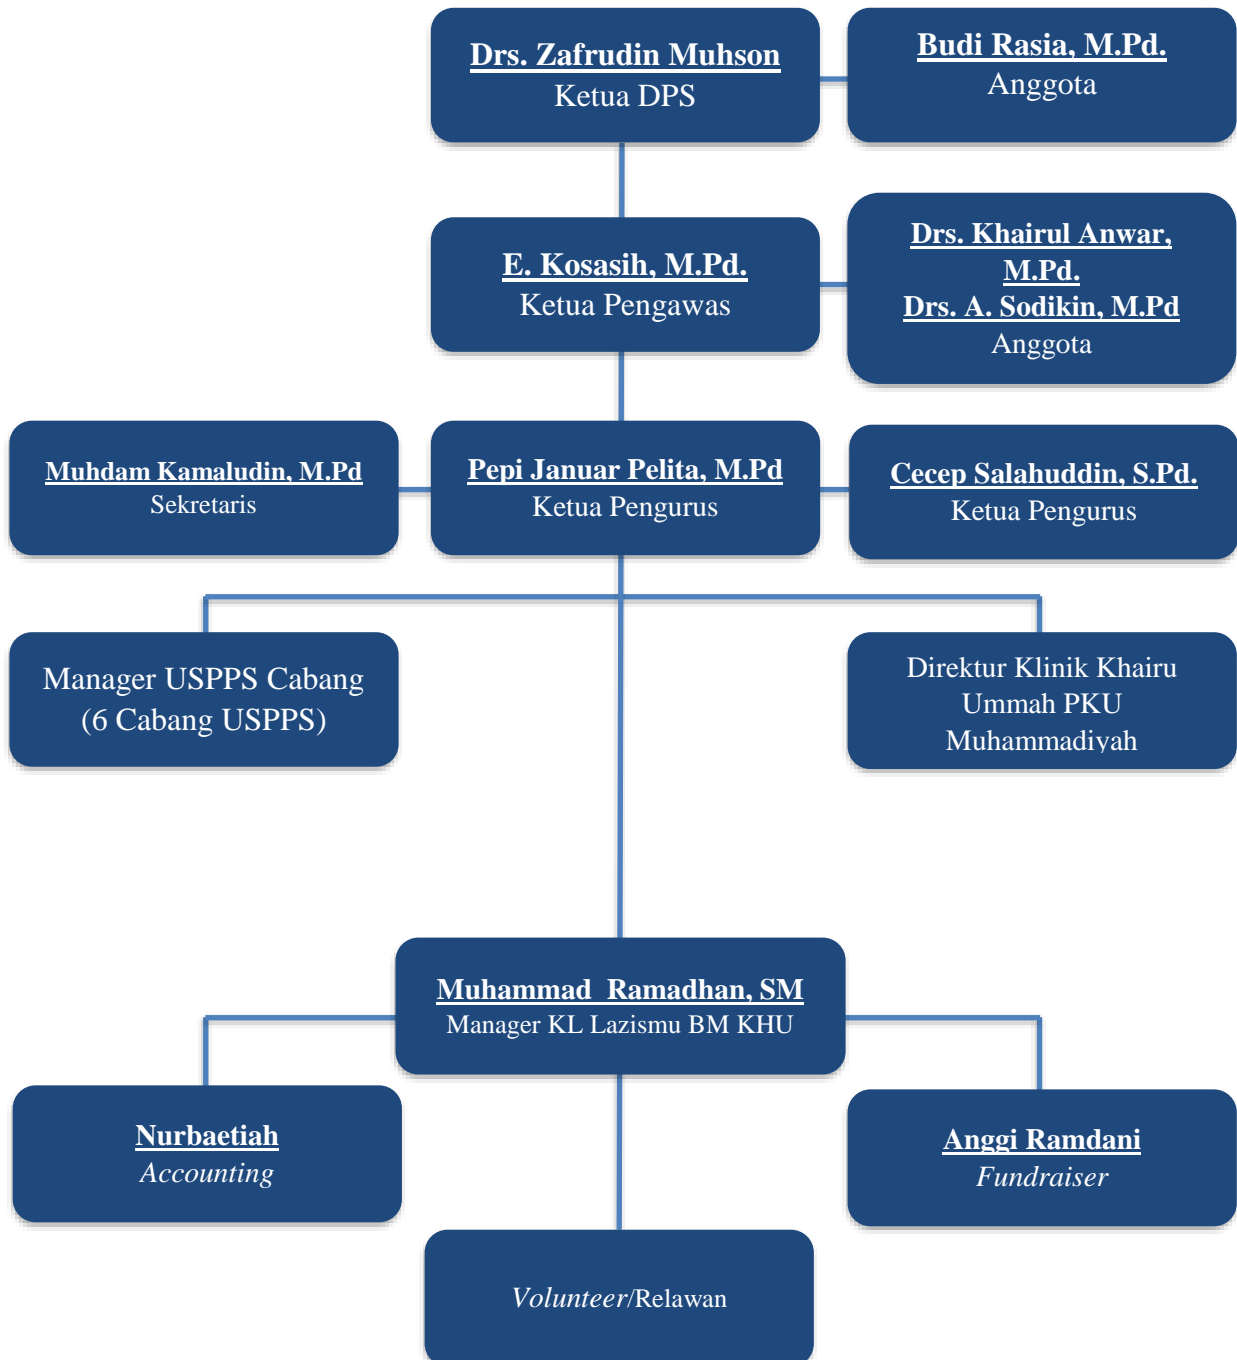 Drs. Zafrudin Muhson
Ketua DPS
Budi Rasia, M.Pd.
Anggota
E. Kosasih, M.Pd.
Ketua Pengawas
Drs. Khairul Anwar,
M.Pd.
Drs. A. Sodikin, M.Pd
Anggota
Muhdam Kamaludin, M.Pd
Sekretaris
Pepi Januar Pelita, M.Pd
Ketua Pengurus
Cecep Salahuddin, S.Pd.
Ketua Pengurus
Manager USPPS Cabang
(6 Cabang USPPS)
Direktur Klinik Khairu
Ummah PKU
Muhammadiyah
Muhammad  Ramadhan, SM
Manager KL Lazismu BM KHU
Nurbaetiah
Accounting
Anggi Ramdani
Fundraiser
Volunteer/Relawan